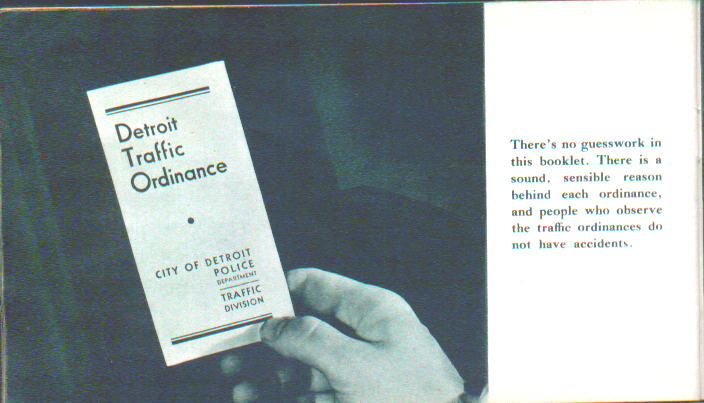 Detroit
Traffic
Ordinance
CITY OF DETROIT
POLICE
DEPARTMENT
TRAFFIC
DIVISION
There's no guesswork in
this booklet. There is a
sound, sensible reason
behind each ordinance,
and people who observe
the traffic ordinances do
not have accidents.